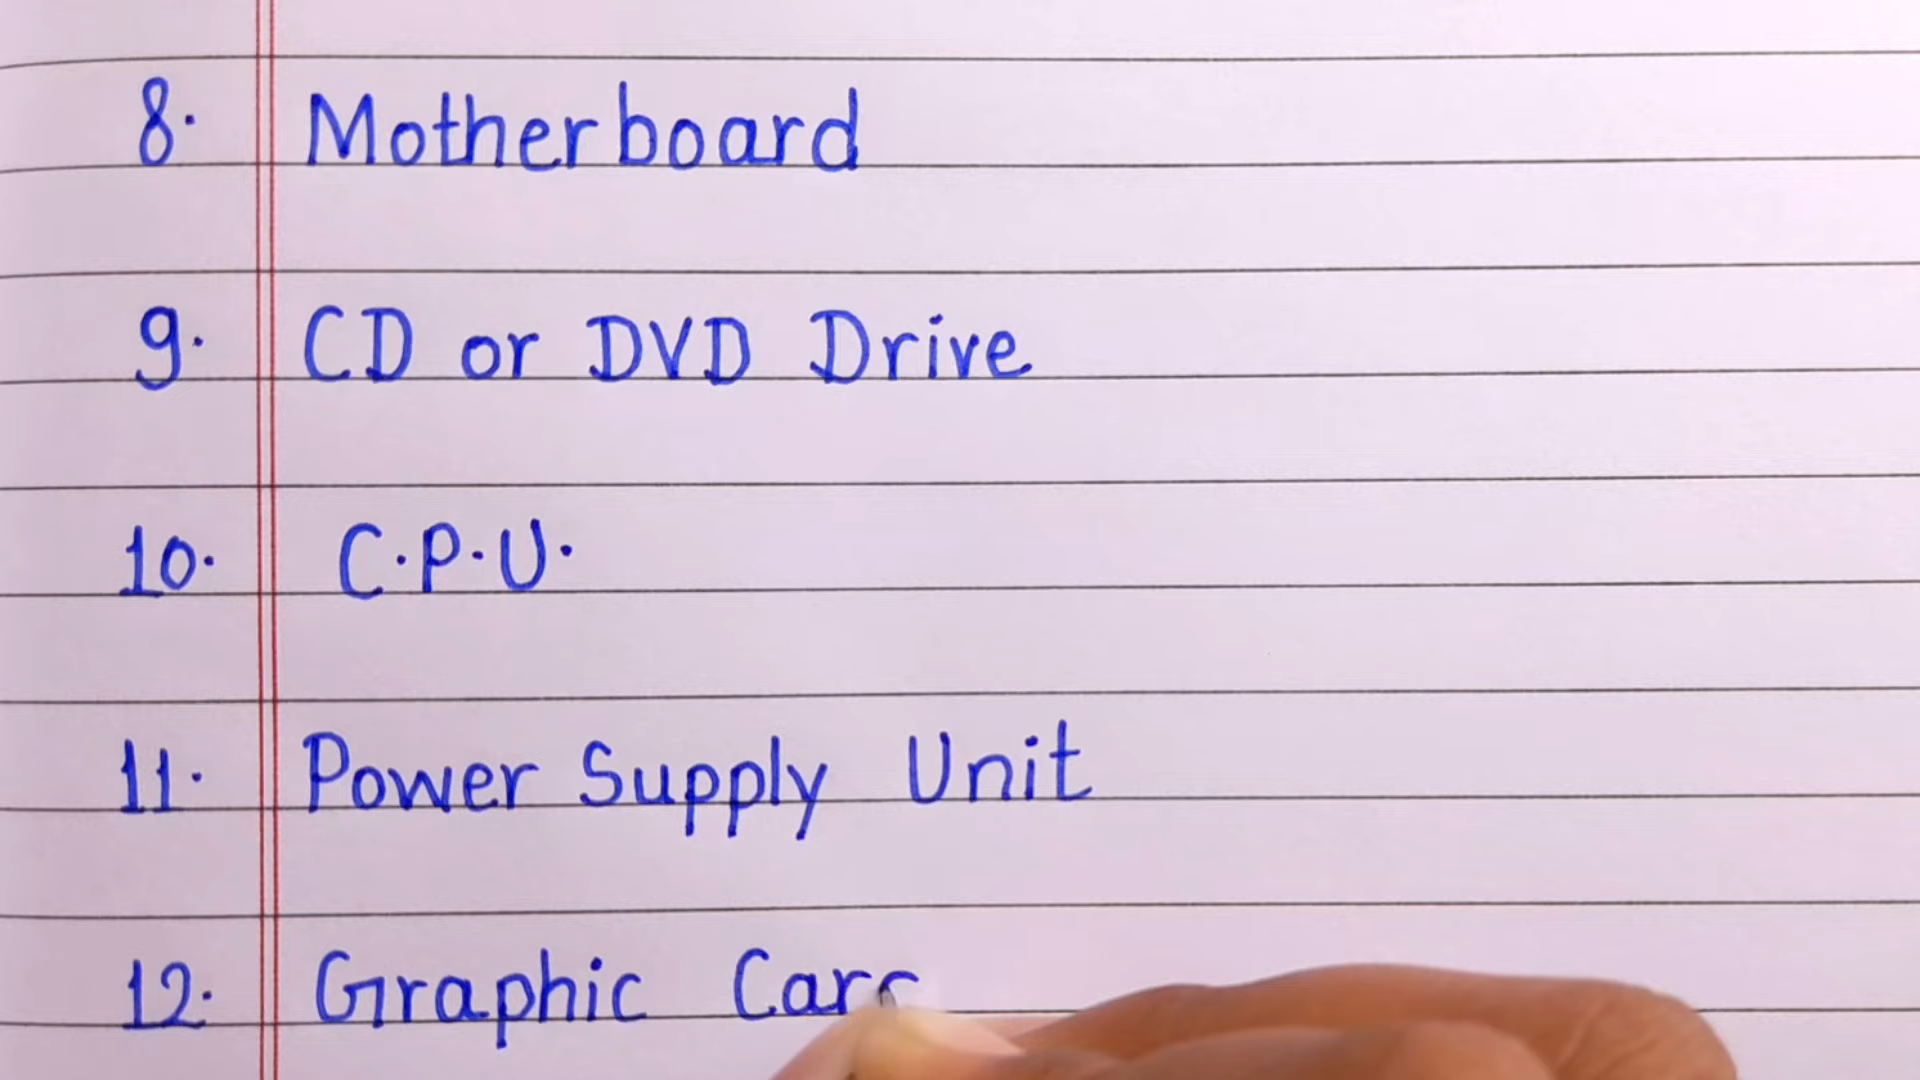 8. Motherboard
9. CD or DVD Drive
10. C.P.U.
11. Power Supply Unit
12. Graphic